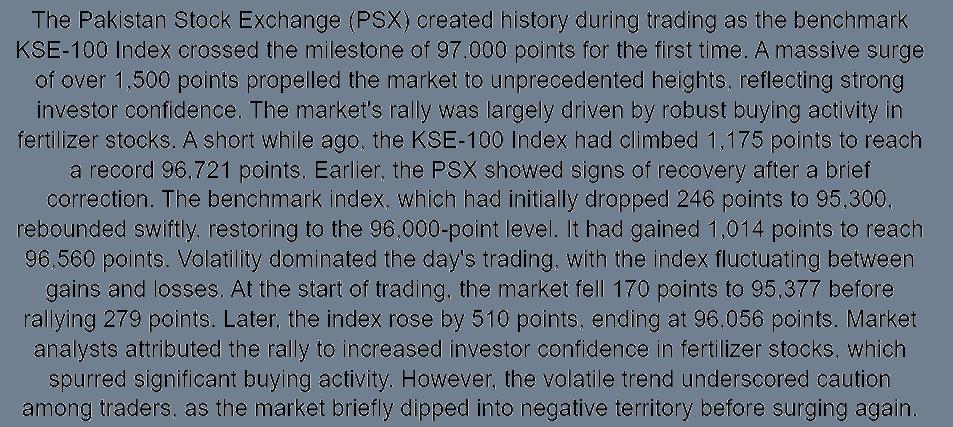 The Pakistan Stock Exchange (PSX) created history during trading as the benchmark
KSE-100 Index crossed the milestone of 97,000 points for the first time. A massive surge
of over 1,500 points propelled the market to unprecedented heights, reflecting strong
investor confidence. The market's rally was largely driven by robust buying activity in
fertilizer stocks. A short while ago, the KSE-100 Index had climbed 1,175 points to reach
a record 96,721 points. Earlier, the PSX showed signs of recovery after a brief
correction. The benchmark index, which had initially dropped 246 points to 95,300,
rebounded swiftly, restoring to the 96,000-point level. It had gained 1,014 points to reach
96,560 points. Volatility dominated the day's trading, with the index fluctuating between
gains and losses. At the start of trading, the market fell 170 points to 95,377 before
rallying 279 points. Later, the index rose by 510 points, ending at 96,056 points. Market
analysts attributed the rally to increased investor confidence in fertilizer stocks, which
spurred significant buying activity. However, the volatile trend underscored caution
among traders, as the market briefly dipped into negative territory before surging again.